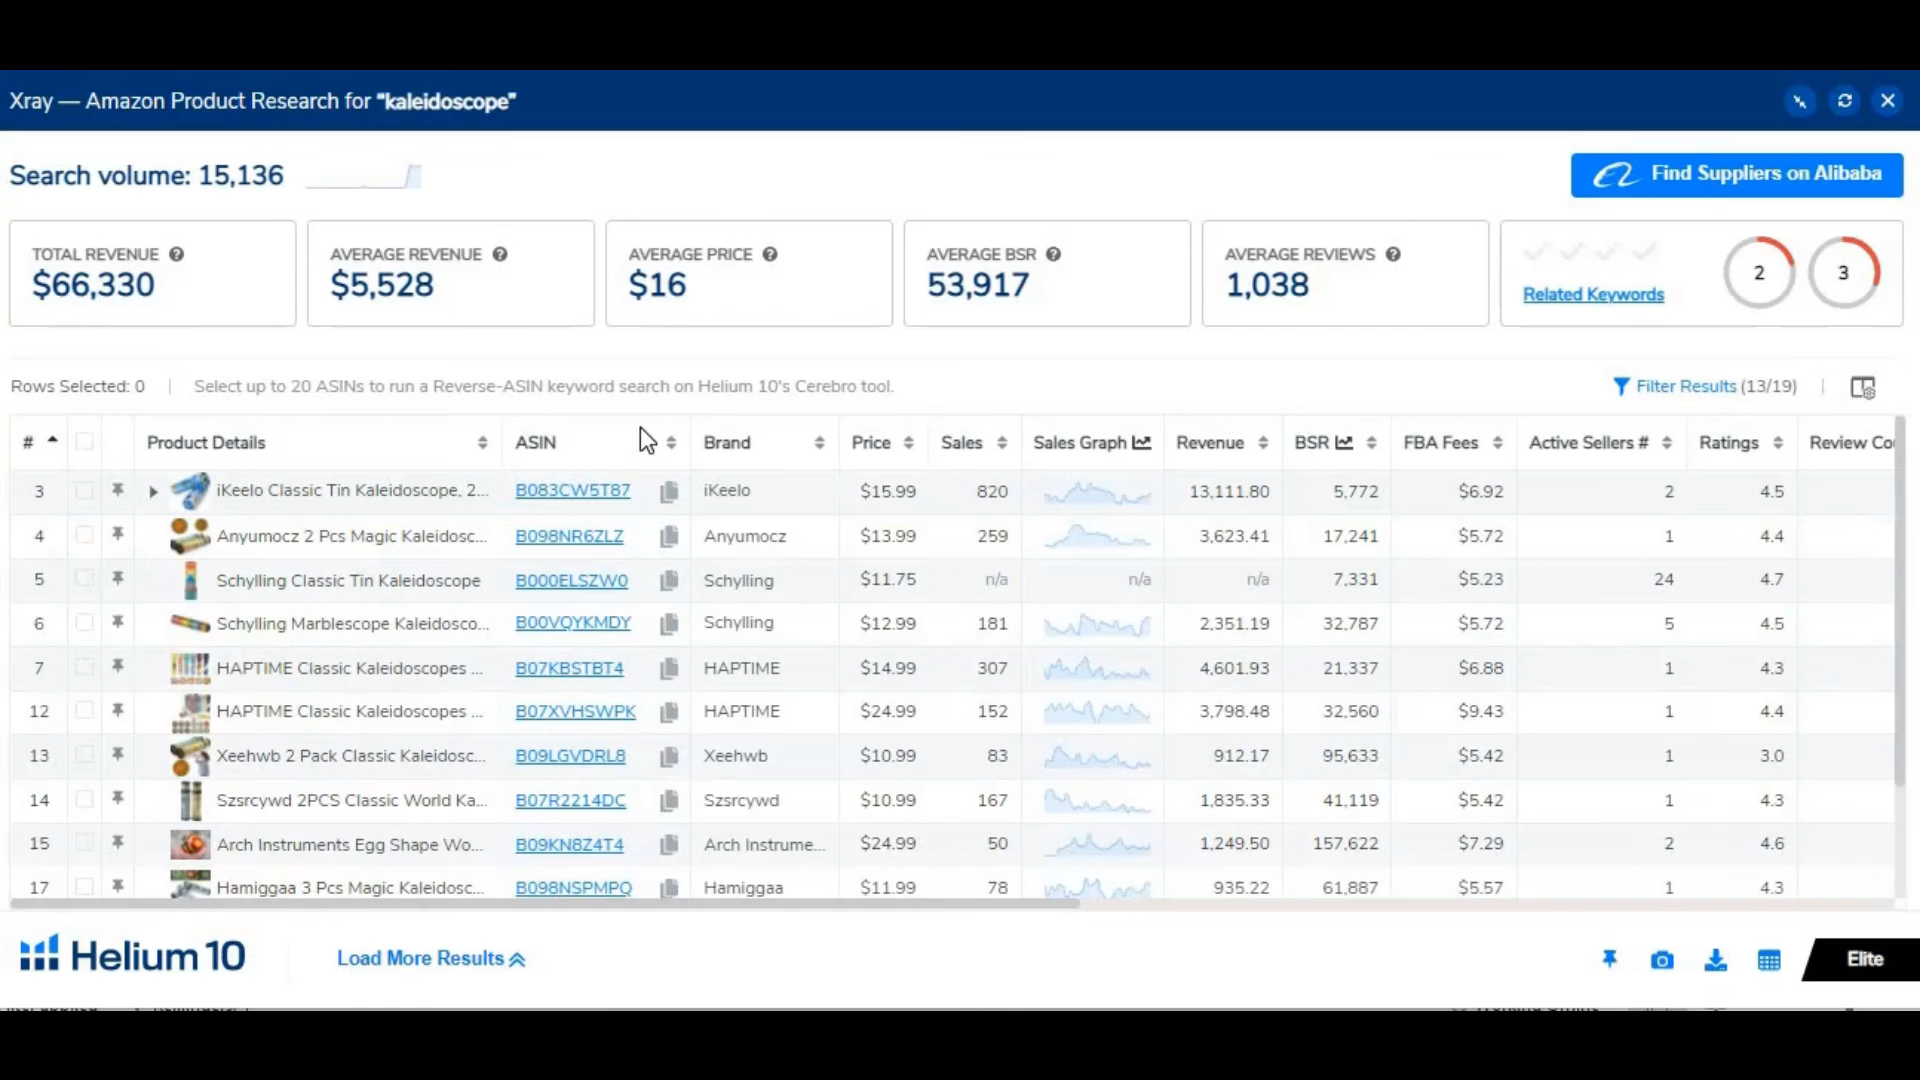 Xray — Amazon Product Research for "kaleidoscope"
Search volume: 15,136
Find Suppliers on Alibaba
TOTAL REVENUE
$66,330
AVERAGE REVENUE
$5,528
AVERAGE PRICE
$16
AVERAGE BSR
53,917
AVERAGE REVIEWS
1,038
Related Keywords
2
3
Rows Selected: 0 | Select up to 20 ASINs to run a Reverse-ASIN keyword search on Helium 10's Cerebro tool.
Filter Results (13/19)
# Product Details ASIN Brand Price Sales Sales Graph Revenue BSR FBA Fees Active Sellers # Ratings Review Cou
3 iKeelo Classic Tin Kaleidoscope, 2... B083CW5T87 iKeelo $15.99 820 13,111.80 5,772 $6.92 2 4.5
4 Anyumocz 2 Pcs Magic Kaleidosc... B098NR6ZLZ Anyumocz $13.99 259 3,623.41 17,241 $5.72 1 4.4
5 Schylling Classic Tin Kaleidoscope B000ELSZW0 Schylling $11.75 n/a n/a n/a 7,331 $5.23 24 4.7
6 Schylling Marblescope Kaleidosco... B00VQYKMDY Schylling $12.99 181 2,351.19 32,787 $5.72 5 4.5
7 HAPTIME Classic Kaleidoscopes ... B07KBSTBT4 HAPTIME $14.99 307 4,601.93 21,337 $6.88 1 4.3
12 HAPTIME Classic Kaleidoscopes ... B07XVHSWPK HAPTIME $24.99 152 3,798.48 32,560 $9.43 1 4.4
13 Xeehwb 2 Pack Classic Kaleidosc... B09LGVDRL8 Xeehwb $10.99 83 912.17 95,633 $5.42 1 3.0
14 Szsrcywd 2PCS Classic World Ka... B07R2214DC Szsrcywd $10.99 167 1,835.33 41,119 $5.42 1 4.3
15 Arch Instruments Egg Shape Wo... B09KN8Z4T4 Arch Instrume... $24.99 50 1,249.50 157,622 $7.29 2 4.6
17 Hamiggaa 3 Pcs Magic Kaleidosc... B098NSPMPQ Hamiggaa $11.99 78 935.22 61,887 $5.57 1 4.3
Helium 10
Load More Results
Elite